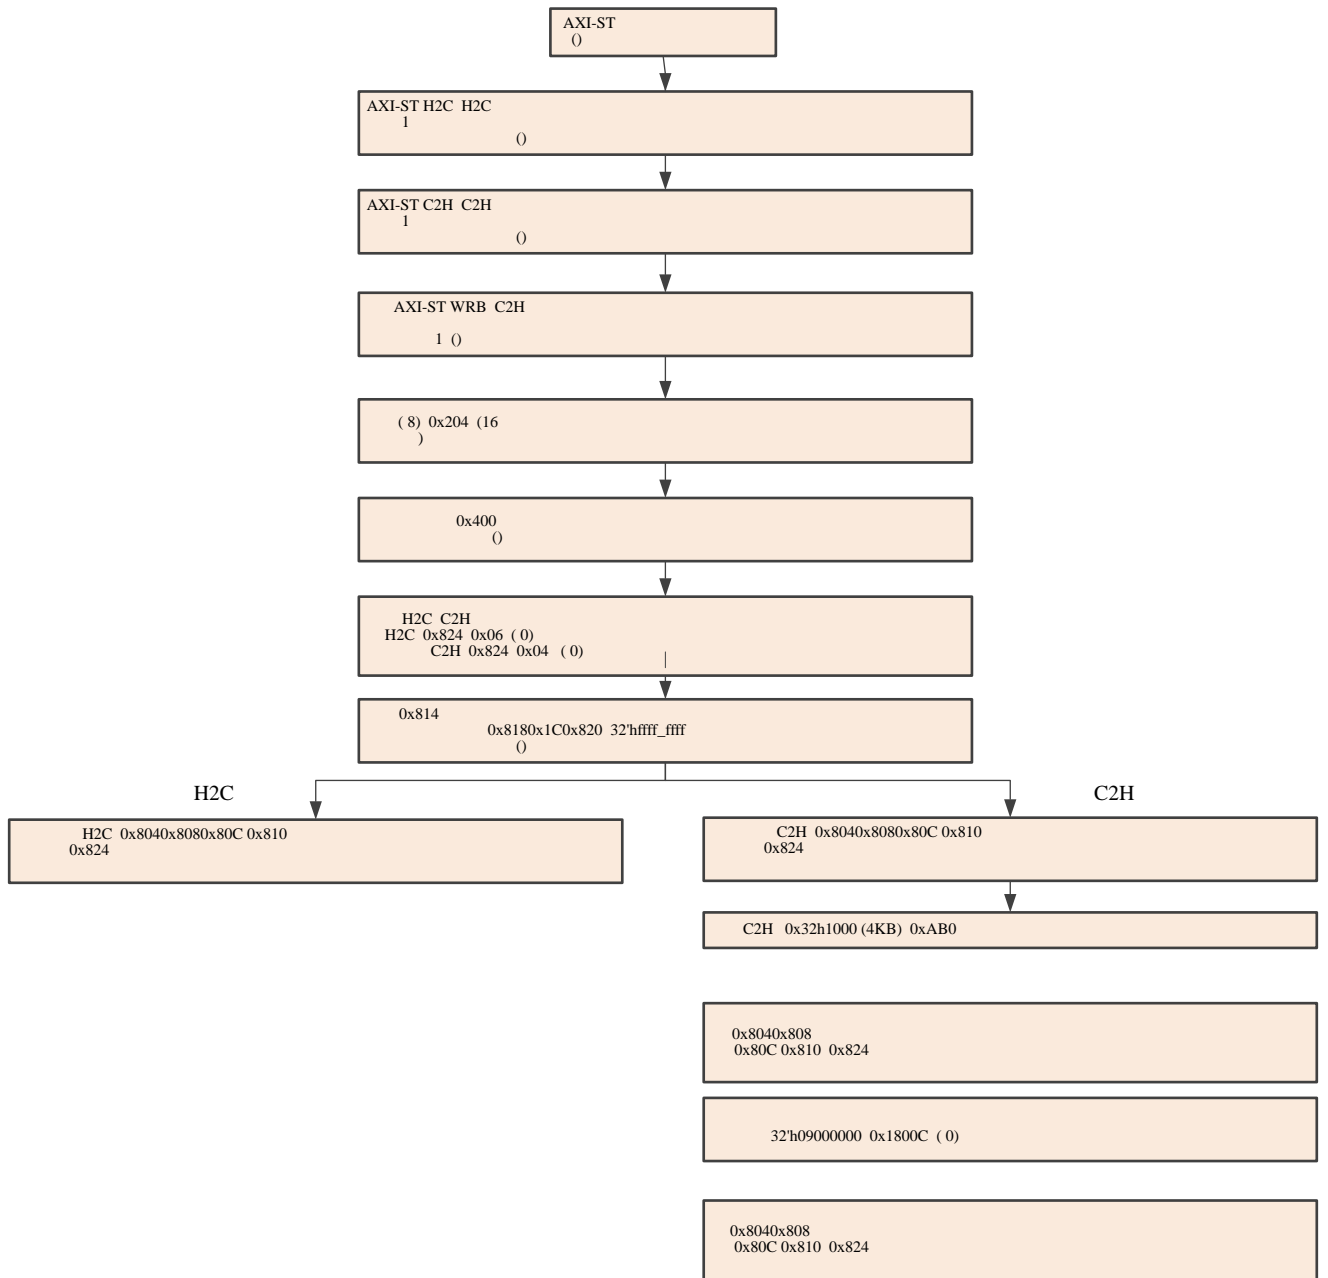 AXI-ST
()
AXI-ST H2C H2C
1
()
AXI-ST C2H C2H
1
()
AXI-ST WRB C2H
1 ()
( 8) 0x204 (16
)
0x400
()
H2C C2H
H2C 0x824 0x06 ( 0)
C2H 0x824 0x04 ( 0)
0x814
0x8180x1C0x820 32'hffff_ffff
()
H2C
H2C 0x8040x8080x80C 0x810
0x824
C2H
C2H 0x8040x8080x80C 0x810
0x824
C2H 0x32h1000 (4KB) 0xAB0
0x8040x808
0x80C 0x810 0x824
32'h09000000 0x1800C ( 0)
0x8040x808
0x80C 0x810 0x824